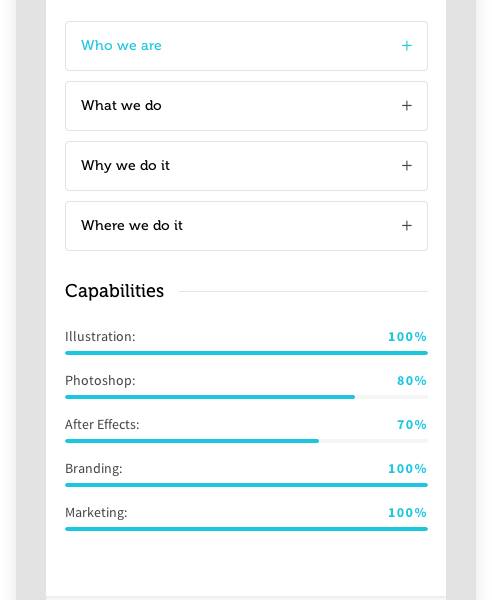 Who we are +
What we do +
Why we do it +
Where we do it +
Capabilities
Illustration: 100%
Photoshop: 80%
After Effects: 70%
Branding: 100%
Marketing: 100%